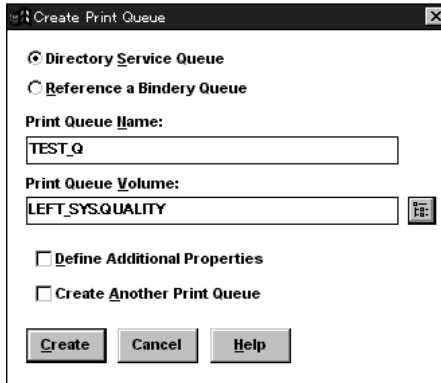 Create Print Queue
Directory Service Queue
Reference a Bindery Queue
Print Queue Name:
TEST_Q
Print Queue Volume:
LEFT_SYS.QUALITY
Define Additional Properties
Create Another Print Queue
Create Cancel Help